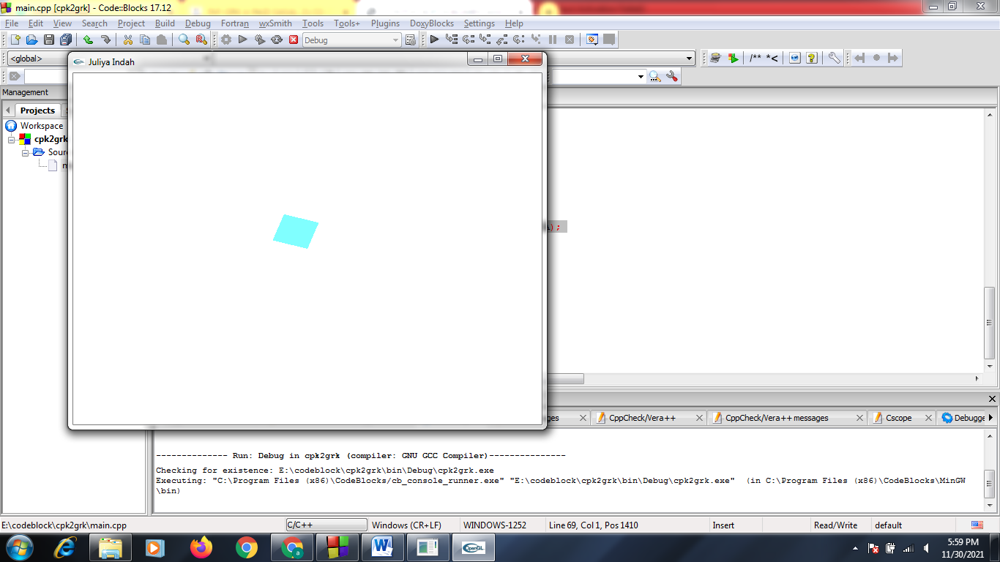 main.cpp [cpk2grk] - Code::Blocks 17.12
File Edit View Search Project Build Debug Fortran wxSmith Tools Tools+ Plugins DoxyBlocks Settings Help
Debug
<global>
/** *<
Juliya Indah
Management
Projects
Workspace
cpk2grk
Sour
);
ges CppCheck/Vera++ CppCheck/Vera++ messages Cscope Debugge
-------------- Run: Debug in cpk2grk (compiler: GNU GCC Compiler)---------------
Checking for existence: E:\codeblock\cpk2grk\bin\Debug\cpk2grk.exe
Executing: "C:\Program Files (x86)\CodeBlocks/cb_console_runner.exe" "E:\codeblock\cpk2grk\bin\Debug\cpk2grk.exe"  (in C:\Program Files (x86)\CodeBlocks\MinGW
\bin)
E:\codeblock\cpk2grk\main.cpp C/C++ Windows (CR+LF) WINDOWS-1252 Line 69, Col 1, Pos 1410 Insert Read/Write default
OpenGL
5:59 PM
11/30/2021